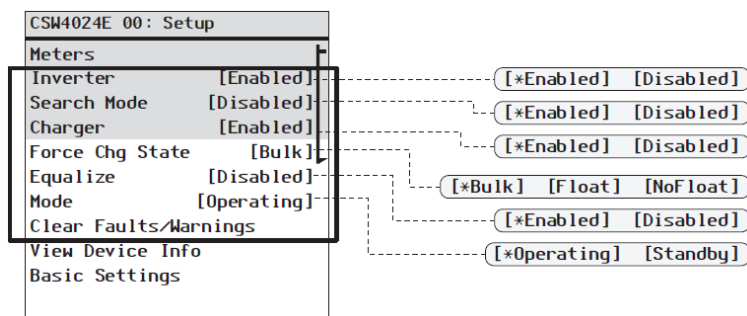 CSW4024E 00: Setup
Meters
Inverter [Enabled] [*Enabled] [Disabled]
Search Mode [Disabled] [*Enabled] [Disabled]
Charger [Enabled] [*Enabled] [Disabled]
Force Chg State [Bulk] [*Bulk] [Float] [NoFloat]
Equalize [Disabled] [*Enabled] [Disabled]
Mode [Operating] [*Operating] [Standby]
Clear Faults/Warnings
View Device Info
Basic Settings